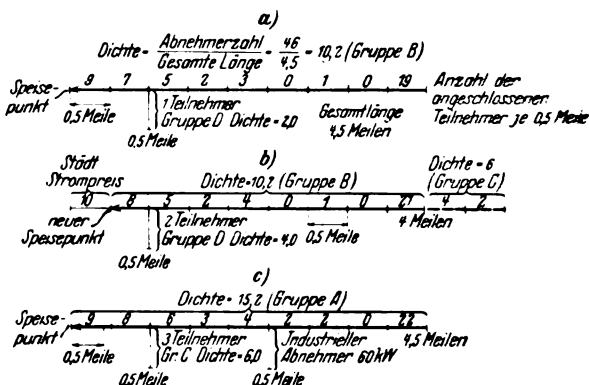 a)
Dichte= Abnehmerzahl / Gesamte Länge = 46 / 4,5 = 10,2 (Gruppe B)
Speise-
punkt
9 7 5 2 3 0 1 0 19
Anzahl der
angeschlossener
Teilnehmer je 0,5 Meile
0,5 Meile
1 Teilnehmer
Gruppe D Dichte = 2,0
0,5 Meile
Gesamtlänge
4,5 Meilen
b)
Städt
Strompreis
Dichte=10,2 (Gruppe B)
Dichte = 6
(Gruppe C)
10 8 5 2 4 0 1 0 21 4 2
neuer
Speisepunkt
2 Teilnehmer
Gruppe D Dichte = 4,0
0,5 Meile
0,5 Meile
4 Meilen
c)
Dichte = 15,2 (Gruppe A)
Speise-
punkt
9 8 6 3 4 2 2 0 22
4,5 Meilen
0,5 Meile
3 Teilnehmer
Gr. C Dichte = 6,0
0,5 Meile
Industrieller
Abnehmer 60 kW
0,5 Meile